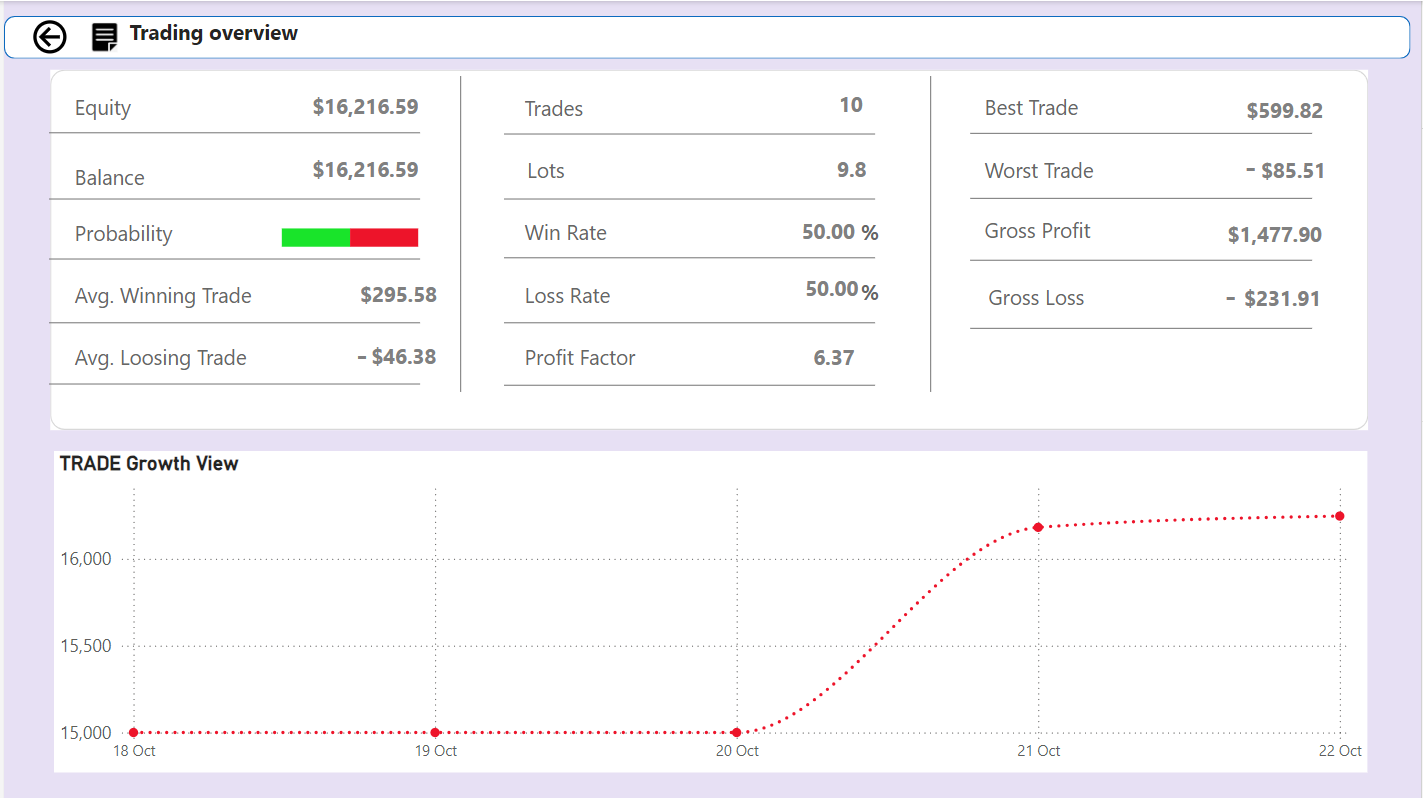 Trading overview
Equity $16,216.59
Balance $16,216.59
Probability
Avg. Winning Trade $295.58
Avg. Loosing Trade - $46.38
Trades 10
Lots 9.8
Win Rate 50.00 %
Loss Rate 50.00 %
Profit Factor 6.37
Best Trade $599.82
Worst Trade - $85.51
Gross Profit $1,477.90
Gross Loss - $231.91
TRADE Growth View
16,000
15,500
15,000
18 Oct 19 Oct 20 Oct 21 Oct 22 Oct